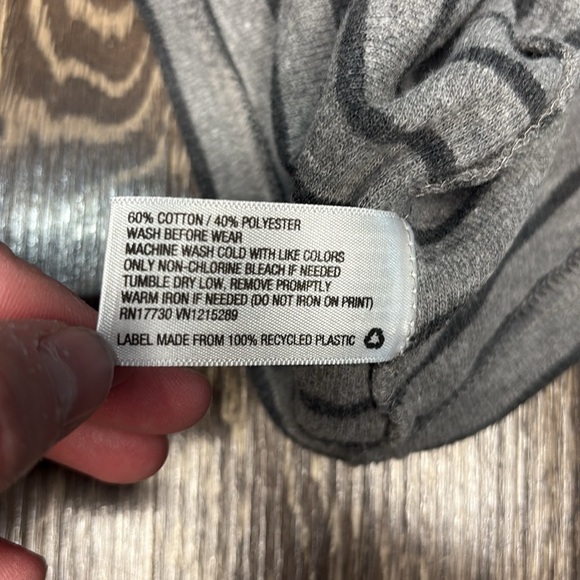 60% COTTON / 40% POLYESTER
WASH BEFORE WEAR
MACHINE WASH COLD WITH LIKE COLORS
ONLY NON-CHLORINE BLEACH IF NEEDED
TUMBLE DRY LOW, REMOVE PROMPTLY
WARM IRON IF NEEDED (DO NOT IRON ON PRINT)
RN17730 VN1215289
LABEL MADE FROM 100% RECYCLED PLASTIC